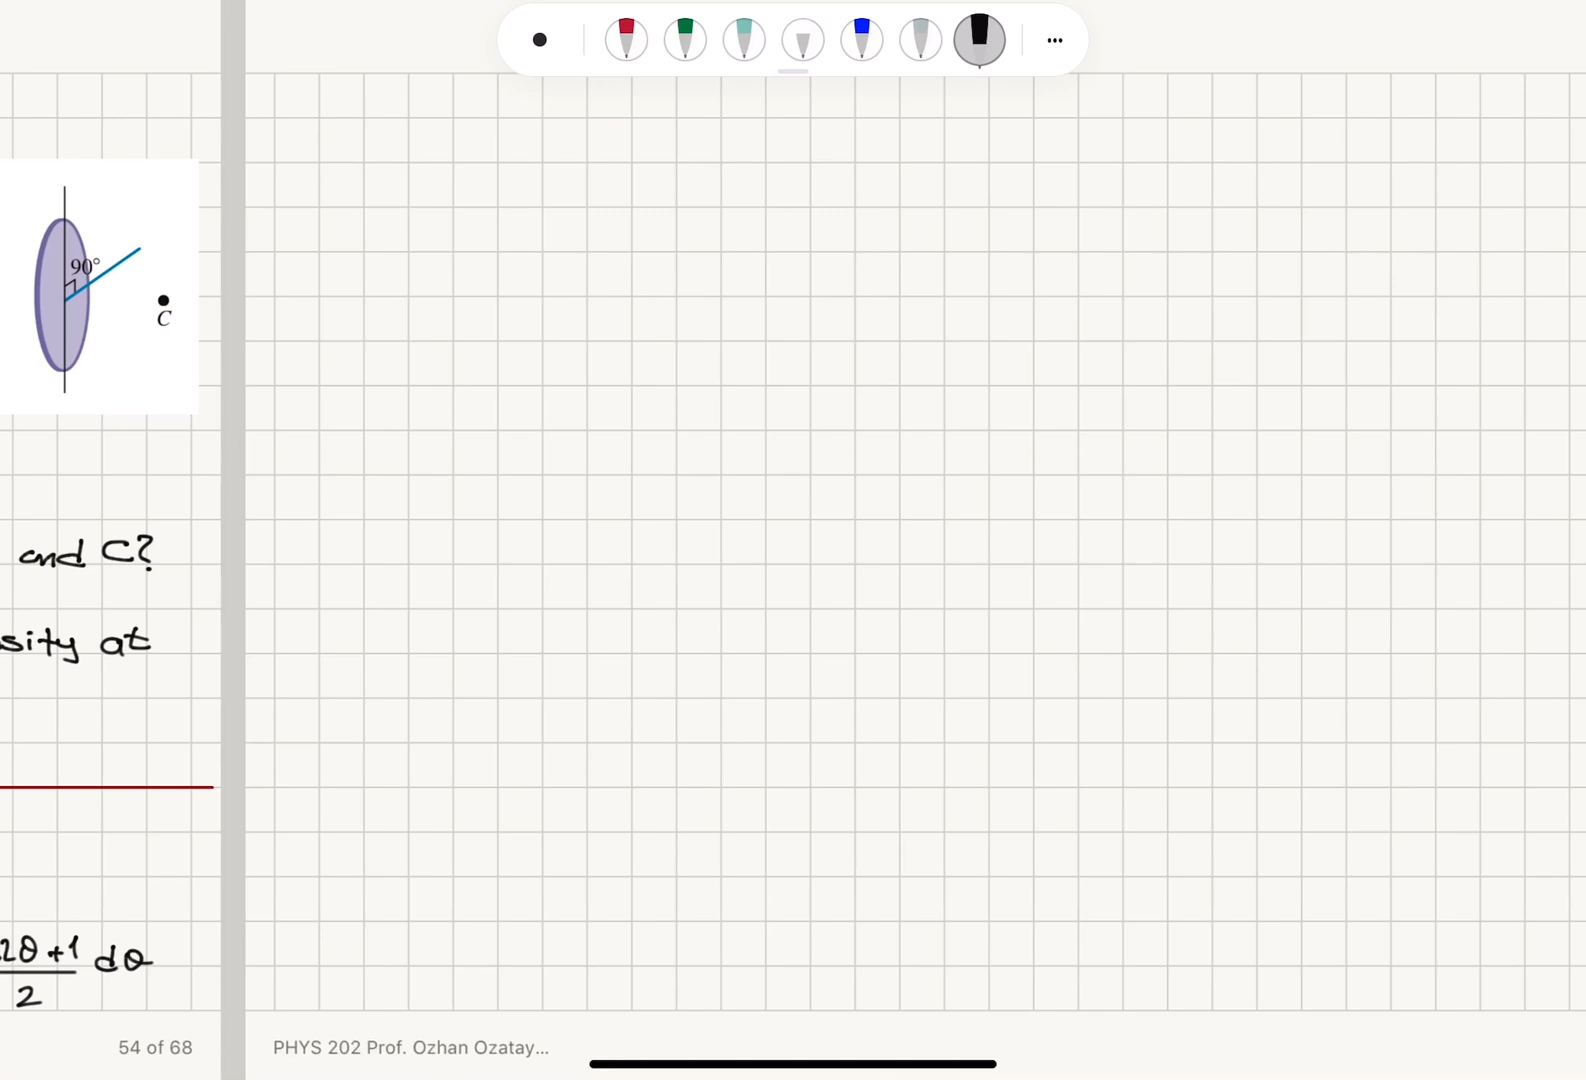 90°
C
and C?
sity at
2θ+1 dθ
2
54 of 68
PHYS 202 Prof. Ozhan Ozatay...